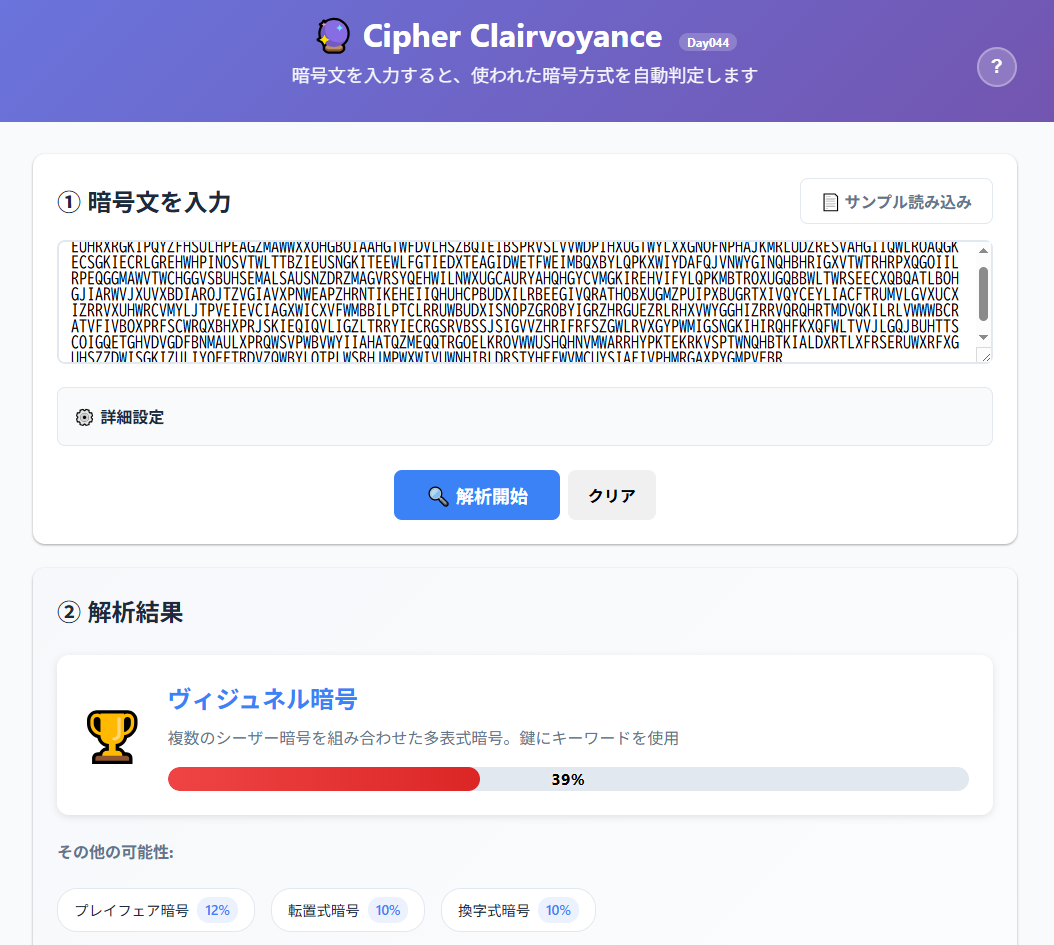 Cipher Clairvoyance Day044
暗号文を入力すると、使われた暗号方式を自動判定します
?
① 暗号文を入力
サンプル読み込み
ECSGKIECRLGREHWHPINOSVTWLTTBZIEUSNGKITEEWLFGTIEDXTEAGIDWETFWEIMBQXBYLQPKXWIYDAFQJVNWYGINQHBHRIGXVTWTRHRPXQGOIIL
RPEQGGMAWVTWCHGGVSBUHSEMALSAUSNZDRZMAGVRSYQEHWILNWXUGCAURYAHQHGYCVMGKIREHVIFYLQPKMBTROXUGQBBWLTWRSEECXQBQATLBOH
GJIARWVJXUVXBDIAROJTZVGIAVXPNWEAPZHRNTIKEHEIIQHUHCPBUDXILRBEEGIVQRATHOBXUGMZPUIPXBUGRTXIVQYCEYLIACFTRUMVLGVXUCX
IZRRVXUHWRCVMYLJTPVEIEVCIAGXWICXVFWMBBILPTCLRRUWBUDXISNOPZGROBYIGRZHRGUEZRLRHXVWYGGHIZRRVQRQHRTMDVQKILRLVWWWBCR
ATVFIVBOXPRFSCWRQXBHXPRJSKIEQIQVLIGZLTRRYIECRGSRVBSSJSIGVVZHRIFRFSZGWLRVXGYPWMIGSNGKIHIRQHFKXQFWLTVVJLGQJBUHTTS
COIGQETGHVDVGDFBNMAULXPRQWSVPWBVWYIIAHATQZMEQQTRGOELKROVWWUSHQHNVMWARRHYPKTEKRKVSPTWNQHBTKIALDXRTLXFRSERUWXRFXG
詳細設定
解析開始
クリア
② 解析結果
ヴィジュネル暗号
複数のシーザー暗号を組み合わせた多表式暗号。鍵にキーワードを使用
39%
その他の可能性:
プレイフェア暗号 12%
転置式暗号 10%
換字式暗号 10%